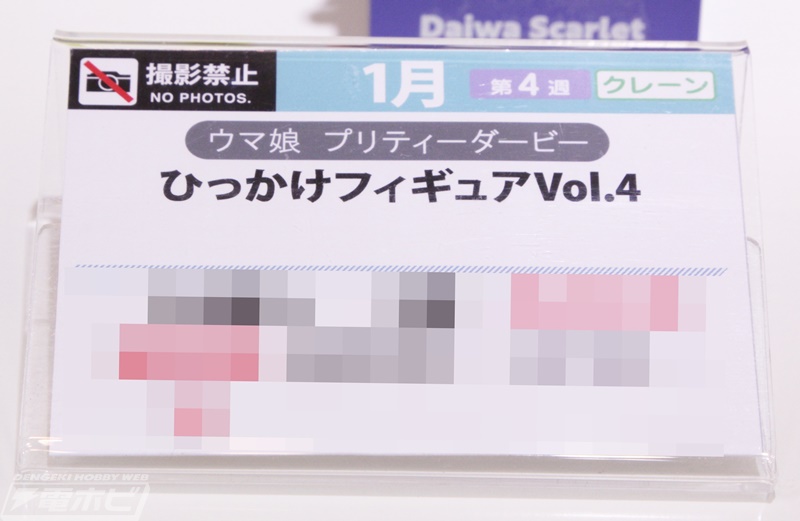 Daiwa Scarlet
撮影禁止
NO PHOTOS.
1月 第4週 クレーン
ウマ娘 プリティーダービー
ひっかけフィギュアVol.4
DENGEKI HOBBY WEB
電ホビ